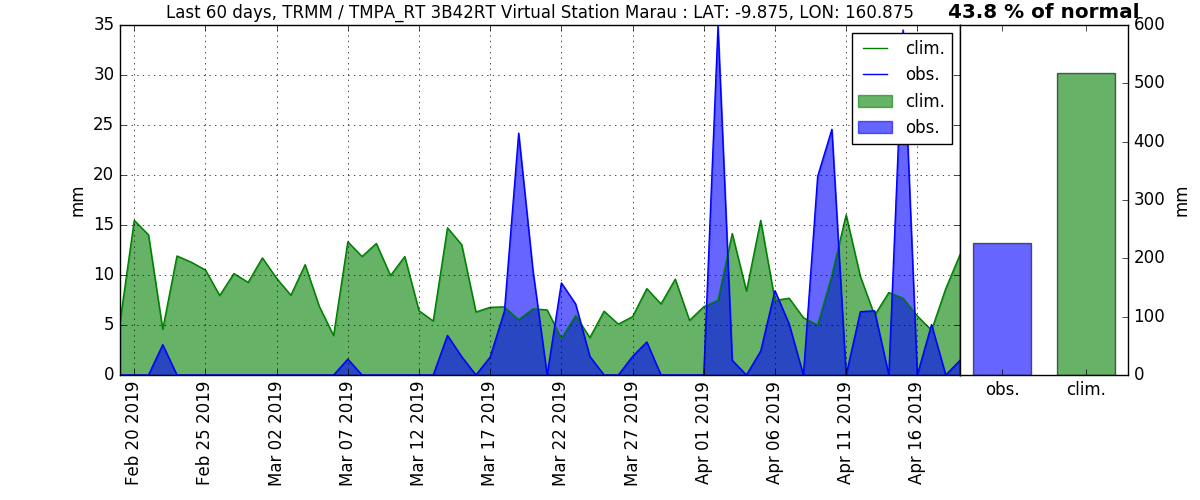 Last 60 days, TRMM / TMPA_RT 3B42RT Virtual Station Marau : LAT: -9.875, LON: 160.875
43.8 % of normal
35
30
25
20
15
10
5
0
mm
clim.
obs.
clim.
obs.
600
500
400
300
200
100
0
mm
Feb 20 2019
Feb 25 2019
Mar 02 2019
Mar 07 2019
Mar 12 2019
Mar 17 2019
Mar 22 2019
Mar 27 2019
Apr 01 2019
Apr 06 2019
Apr 11 2019
Apr 16 2019
obs.
clim.